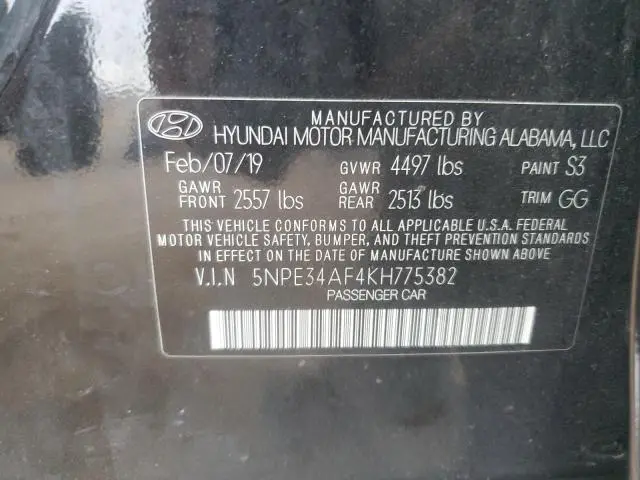 MANUFACTURED BY
HYUNDAI MOTOR MANUFACTURING ALABAMA, LLC
Feb/07/19 GVWR 4497 lbs PAINT S3
GAWR FRONT 2557 lbs GAWR REAR 2513 lbs TRIM GG
THIS VEHICLE CONFORMS TO ALL APPLICABLE U.S.A. FEDERAL
MOTOR VEHICLE SAFETY, BUMPER, AND THEFT PREVENTION STANDARDS
IN EFFECT ON THE DATE OF MANUFACTURE SHOWN ABOVE.
V.I.N 5NPE34AF4KH775382
PASSENGER CAR